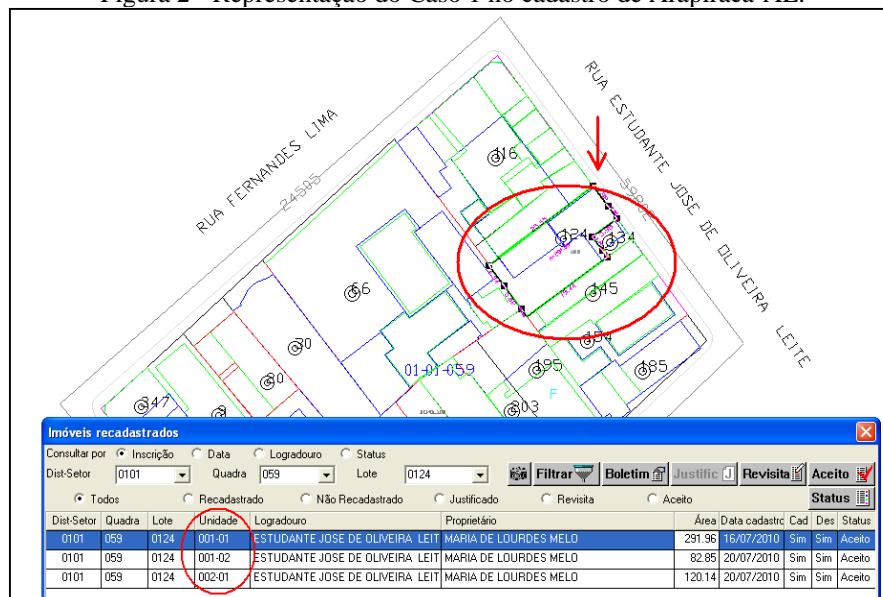 Figura 2 - Representação do Caso 1 no cadastro de Arapiraca-AL.
RUA FERNANDES LIMA
24505
RUA ESTUDANTE JOSE DE OLIVEIRA LEITE
116
124
134
145
66
154
30
195
185
01-01-059
20
F
247
203
Imóveis recadastrados
Consultar por Inscrição Data Logradouro Status
Dist-Setor 0101 Quadra 059 Lote 0124 Filtrar Boletim Justific Revisita Aceito
Todos Recadastrado Não Recadastrado Justificado Revisita Aceito Status
Dist-Setor Quadra Lote Unidade Logradouro Proprietário Área Data cadastro Cad Des Status
0101 059 0124 001-01 ESTUDANTE JOSE DE OLIVEIRA LEIT MARIA DE LOURDES MELO 291.96 16/07/2010 Sim Sim Aceito
0101 059 0124 001-02 ESTUDANTE JOSE DE OLIVEIRA LEIT MARIA DE LOURDES MELO 82.85 20/07/2010 Sim Sim Aceito
0101 059 0124 002-01 ESTUDANTE JOSE DE OLIVEIRA LEIT MARIA DE LOURDES MELO 120.14 20/07/2010 Sim Sim Aceito